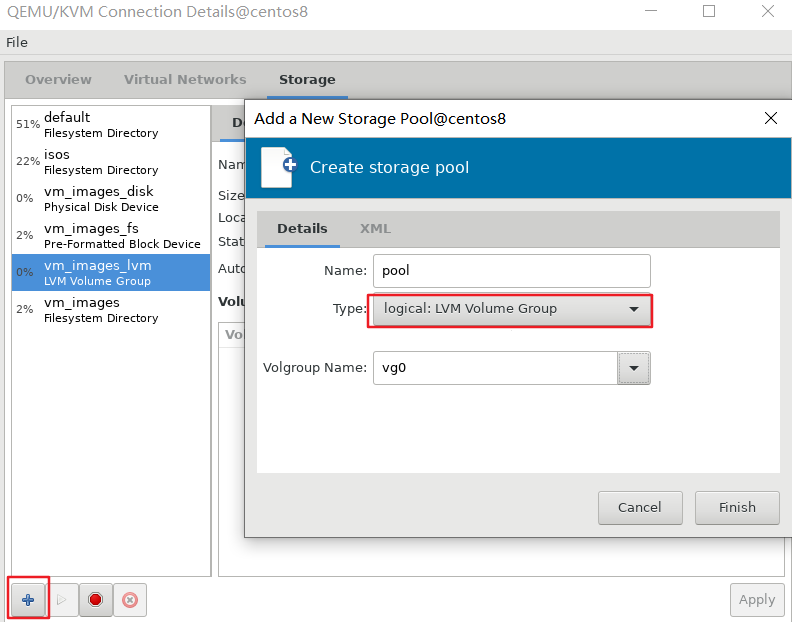 QEMU/KVM Connection Details@centos8
File
Overview Virtual Networks Storage
51% default
Filesystem Directory
22% isos
Filesystem Directory
0% vm_images_disk
Physical Disk Device
2% vm_images_fs
Pre-Formatted Block Device
0% vm_images_lvm
LVM Volume Group
2% vm_images
Filesystem Directory
De
Nam
Size
Loca
Stat
Auto
Volu
Vo
Add a New Storage Pool@centos8
Create storage pool
Details XML
Name: pool
Type: logical: LVM Volume Group
Volgroup Name: vg0
Cancel Finish
Apply